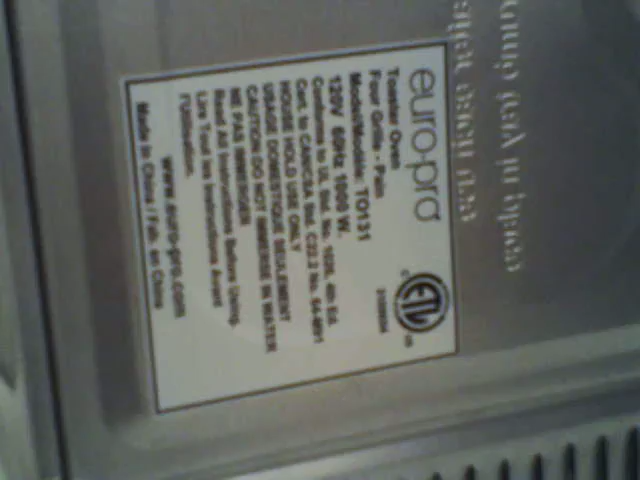 euro-pro
Toaster Oven
Four Grille - Pain
Model/Modèle: TO131
120V 60Hz 1000 W.
Conforms to UL Std. No. 1026, 4th Ed.
Cert. to CAN/CSA Std. C22.2 No. 64-M91
HOUSE HOLD USE ONLY
USAGE DOMESTIQUE SEULEMENT
CAUTION DO NOT IMMERSE IN WATER
NE PAS IMMERGER
Read All Instructions Before Using.
Lire Tout les Instructions Avant
l'Utilisation.
www.euro-pro.com
Made in China / Fab. en Chine
ETL
C
us